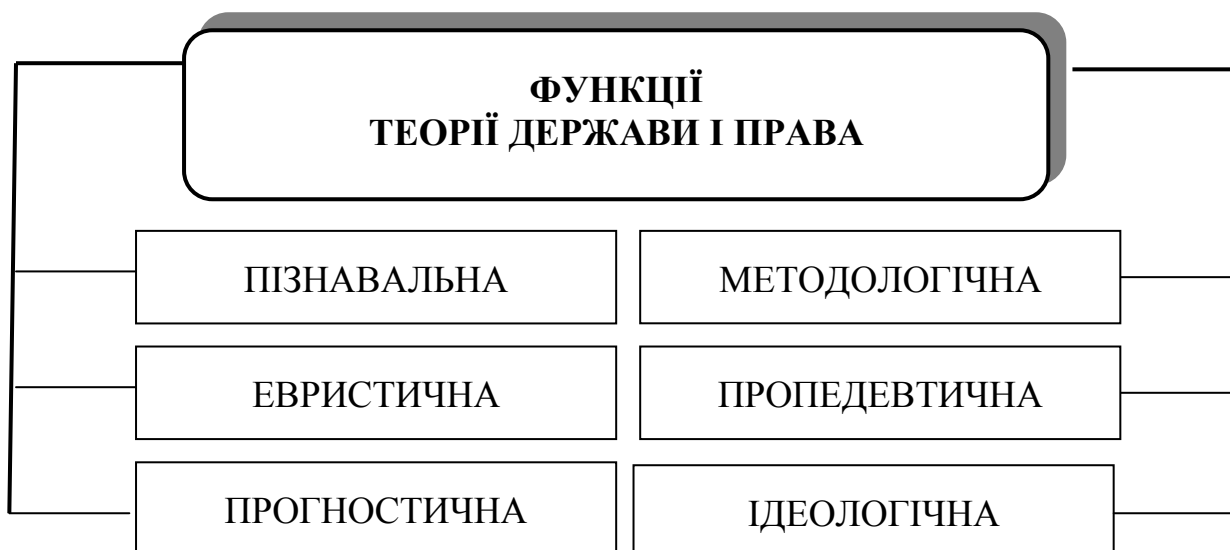 ФУНКЦІЇ
ТЕОРІЇ ДЕРЖАВИ І ПРАВА
ПІЗНАВАЛЬНА
МЕТОДОЛОГІЧНА
ЕВРИСТИЧНА
ПРОПЕДЕВТИЧНА
ПРОГНОСТИЧНА
ІДЕОЛОГІЧНА